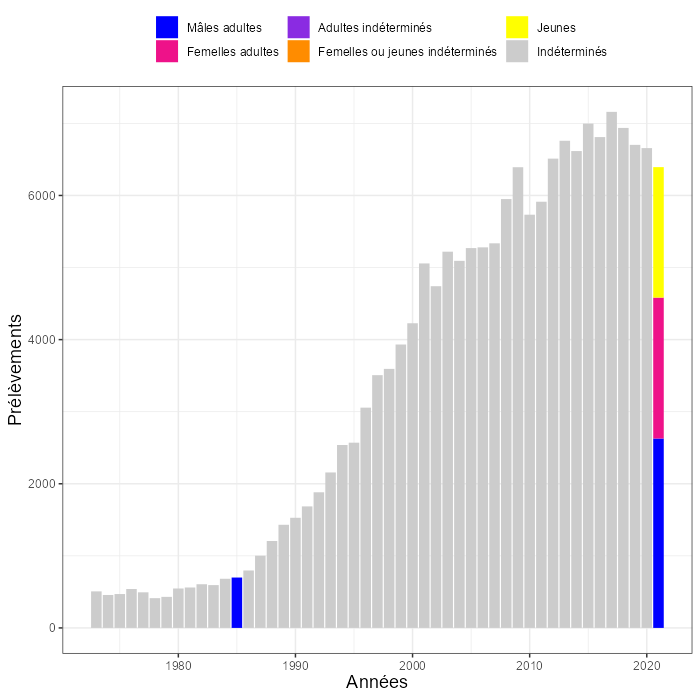 Mâles adultes
Adultes indéterminés
Jeunes
Femelles adultes
Femelles ou jeunes indéterminés
Indéterminés
Prélèvements
6000
4000
2000
0
1980
1990
2000
2010
2020
Années